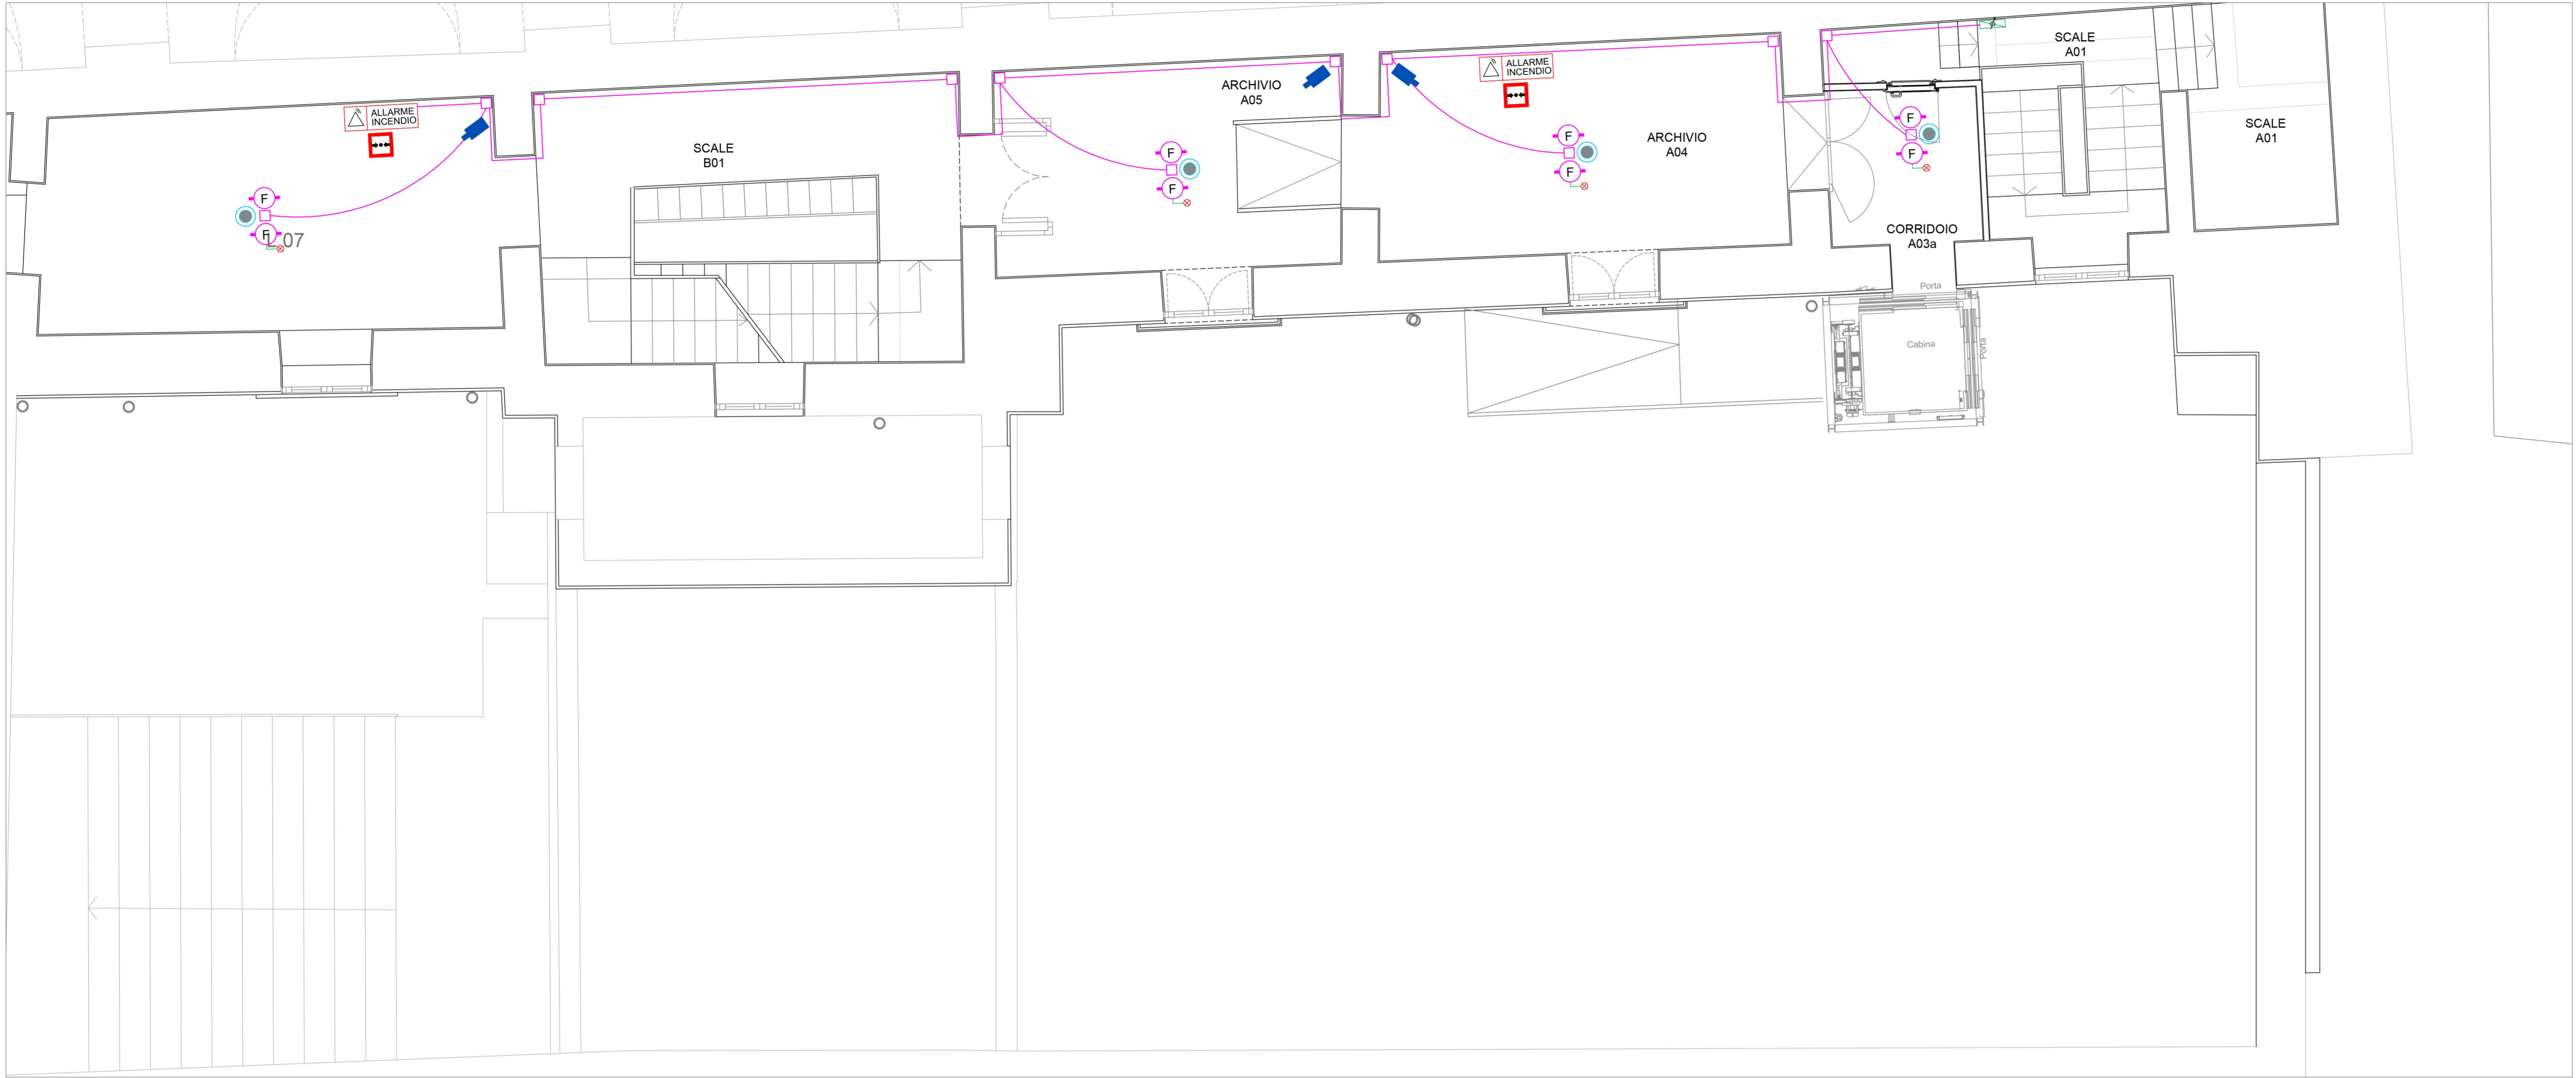 SCALE
A01
ALLARME
INCENDIO
ARCHIVIO
A05
ALLARME
INCENDIO
SCALE
B01
ARCHIVIO
A04
SCALE
A01
F
F
F
F
F
F
F
F
L 07
CORRIDOIO
A03a
Porta
Cabina
Porta